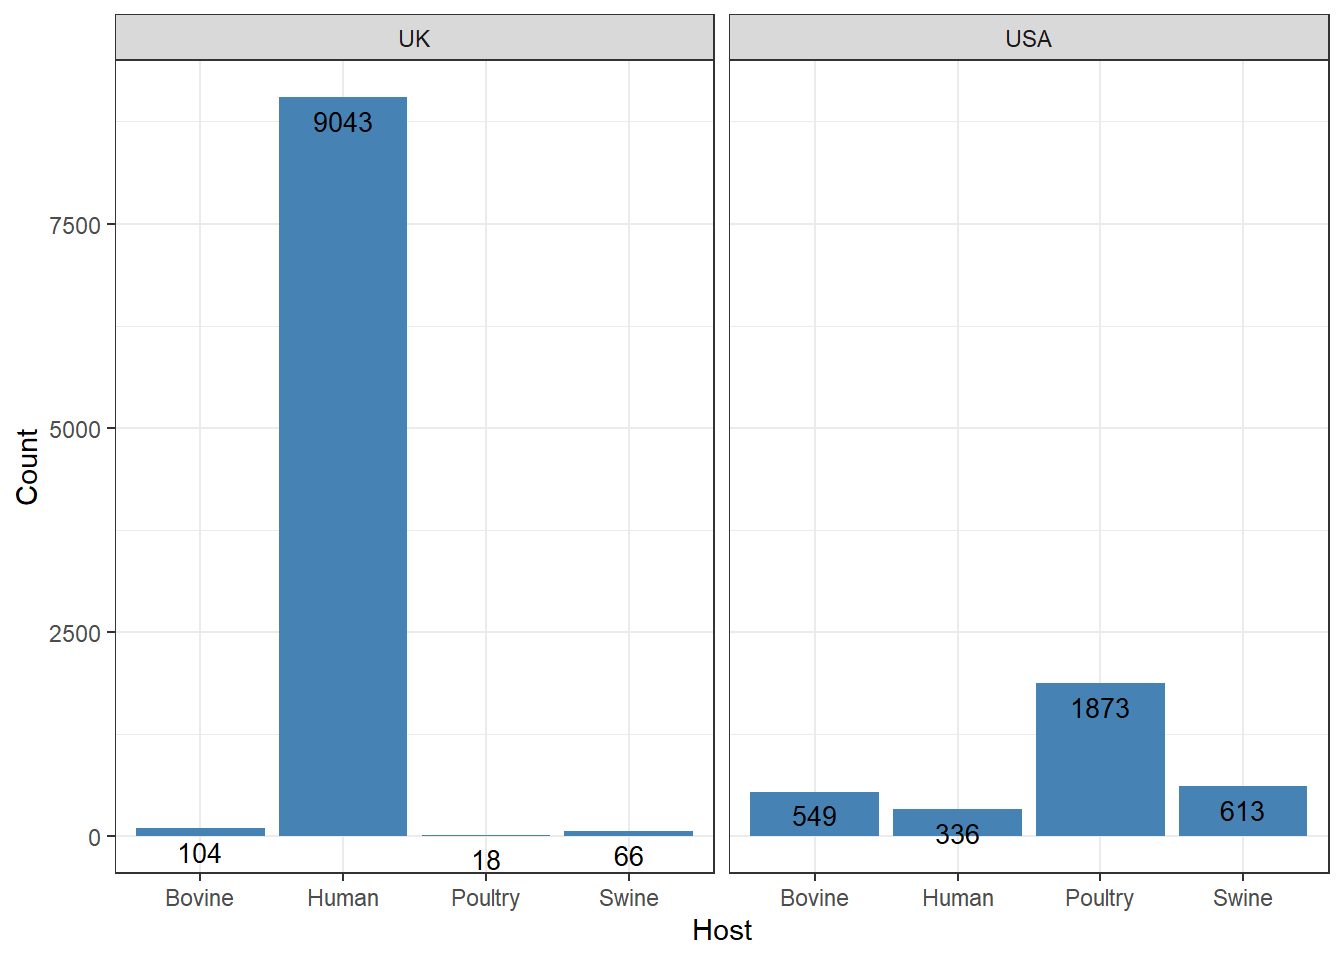 UK
USA
9043
7500
5000
Count
2500
1873
549
613
336
0
104
18
66
Bovine
Human
Poultry
Swine
Bovine
Human
Poultry
Swine
Host